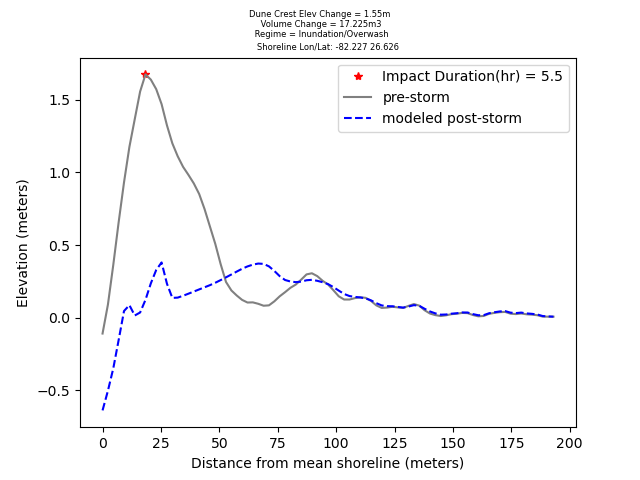 Dune Crest Elev Change = 1.55m
Volume Change = 17.225m3
Regime = Inundation/Overwash
Shoreline Lon/Lat: -82.227 26.626
Impact Duration(hr) = 5.5
pre-storm
modeled post-storm
1.5
1.0
0.5
0.0
−0.5
Elevation (meters)
0 25 50 75 100 125 150 175 200
Distance from mean shoreline (meters)